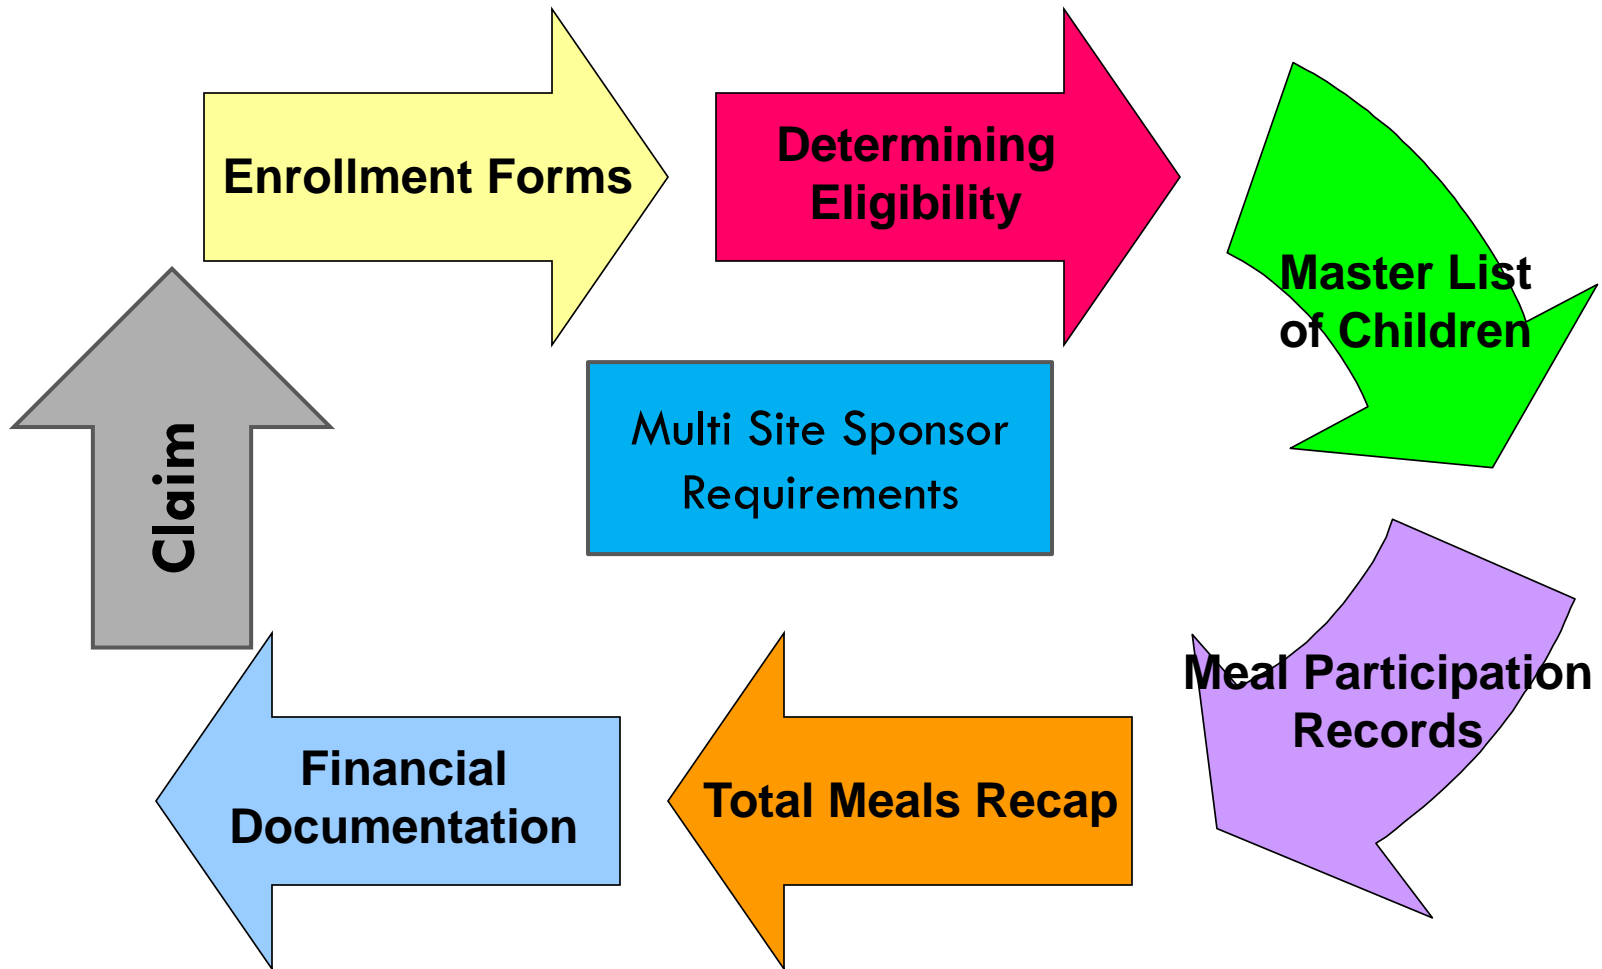 Enrollment Forms
Determining
Eligibility
Master List
of Children
Multi Site Sponsor
Requirements
Claim
Meal Participation
Records
Total Meals Recap
Financial
Documentation